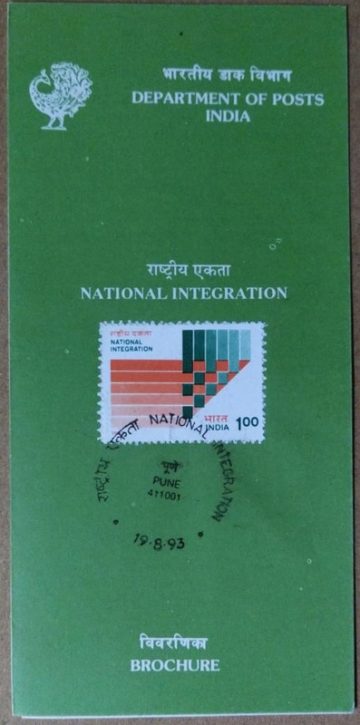 भारतीय डाक विभाग
DEPARTMENT OF POSTS
INDIA
राष्ट्रीय एकता
NATIONAL INTEGRATION
राष्ट्रीय एकता
NATIONAL
INTEGRATION
भारत
INDIA 1.00
राष्ट्रीय एकता NATIONAL INTEGRATION
पुणे
PUNE
411001
19.8.93
विवरणिका
BROCHURE